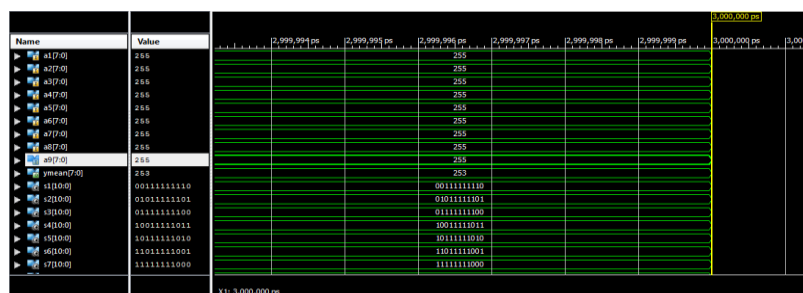 3,000,000 ps
Name Value 2,999,994 ps 2,999,995 ps 2,999,996 ps 2,999,997 ps 2,999,998 ps 2,999,999 ps 3,000,000 ps 3,00
a1[7:0] 255 255
a2[7:0] 255 255
a3[7:0] 255 255
a4[7:0] 255 255
a5[7:0] 255 255
a6[7:0] 255 255
a7[7:0] 255 255
a8[7:0] 255 255
a9[7:0] 255 255
ymean[7:0] 253 253
s1[10:0] 00111111110 00111111110
s2[10:0] 01011111101 01011111101
s3[10:0] 01111111100 01111111100
s4[10:0] 10011111011 10011111011
s5[10:0] 10111111010 10111111010
s6[10:0] 11011111001 11011111001
s7[10:0] 11111111000 11111111000
X1: 3,000,000 ps